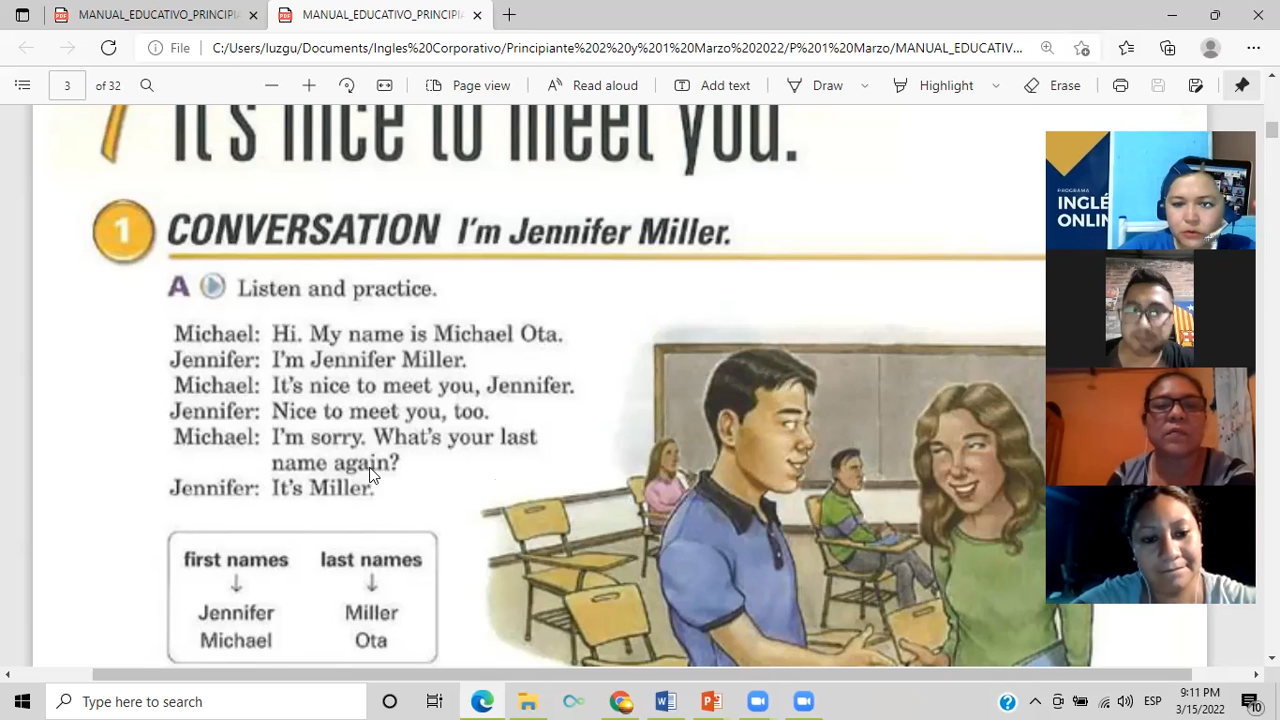 MANUAL_EDUCATIVO_PRINCIPIA
MANUAL_EDUCATIVO_PRINCIPIA
File
C:/Users/luzgu/Documents/Ingles%20Corporativo/Principiante%202%20y%201%20Marzo%2022/P%201%20Marzo/MANUAL_EDUCATIV...
3 of 32
Page view
Read aloud
Add text
Draw
Highlight
Erase
It's nice to meet you.
1 CONVERSATION I'm Jennifer Miller.
A Listen and practice.
Michael: Hi. My name is Michael Ota.
Jennifer: I'm Jennifer Miller.
Michael: It's nice to meet you, Jennifer.
Jennifer: Nice to meet you, too.
Michael: I'm sorry. What's your last
name again?
Jennifer: It's Miller.
first names last names
Jennifer Miller
Michael Ota
PROGRAMA
INGLÉ
ONLIN
Type here to search
ESP
9:11 PM
3/15/2022
10